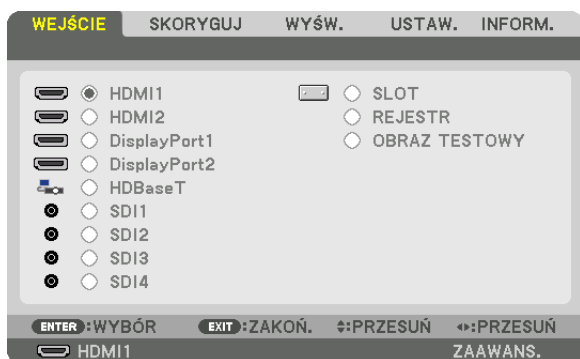 WEJŚCIE SKORYGUJ WYŚW. USTAW. INFORM.
HDMI1 SLOT
HDMI2 REJESTR
DisplayPort1 OBRAZ TESTOWY
DisplayPort2
HDBaseT
SDI1
SDI2
SDI3
SDI4
ENTER :WYBÓR EXIT :ZAKOŃ. :PRZESUŃ :PRZESUŃ
HDMI1 ZAAWANS.